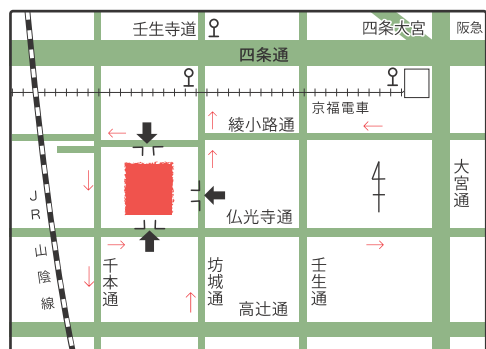 壬生寺道
四条大宮
阪急
四条通
京福電車
綾小路通
大宮通
JR山陰線
仏光寺通
千本通
坊城通
壬生通
高辻通